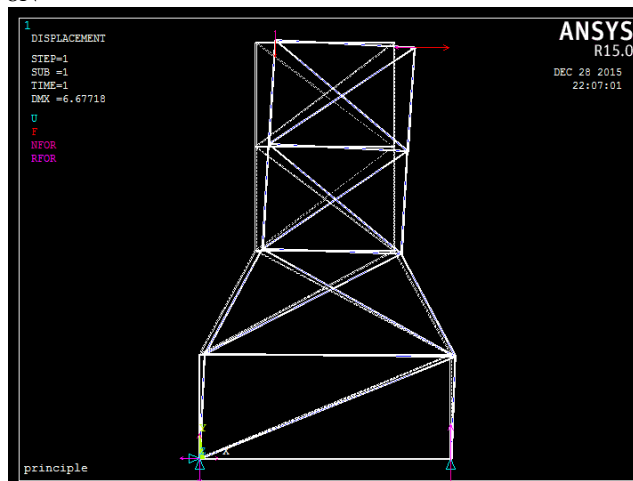 1
DISPLACEMENT
STEP=1
SUB =1
TIME=1
DMX =6.67718
U
F
NFOR
RFOR
ANSYS
R15.0
DEC 28 2015
22:07:01
1
Y
X
principle